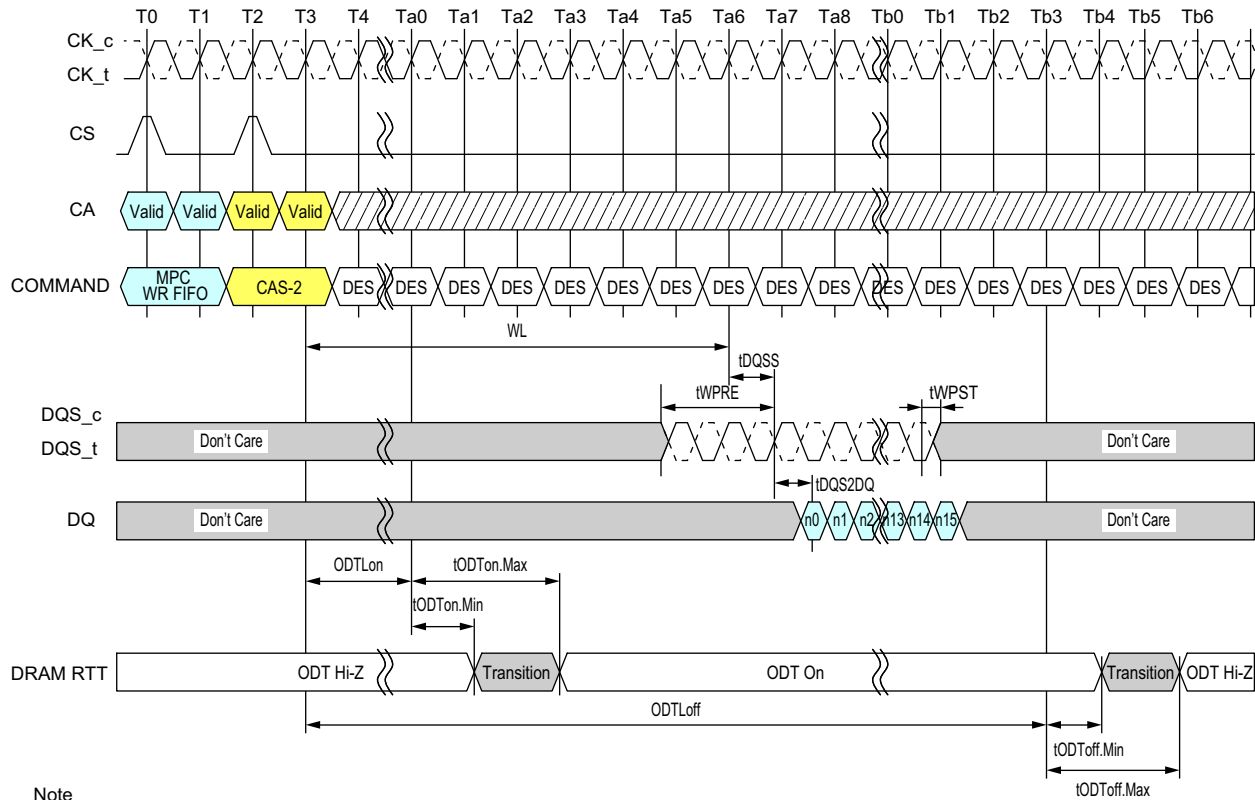 T0 T1 T2 T3 T4 Ta0 Ta1 Ta2 Ta3 Ta4 Ta5 Ta6 Ta7 Ta8 Tb0 Tb1 Tb2 Tb3 Tb4 Tb5 Tb6
CK_c
CK_t
CS
CA Valid Valid Valid Valid
COMMAND MPC WR FIFO CAS-2 DES DES DES DES DES DES DES DES DES DES DES DES DES DES DES DES DES
WL
tDQSS
tWPRE tWPST
DQS_c
DQS_t Don't Care Don't Care
tDQS2DQ
DQ Don't Care n0 n1 n2 n13 n14 n15 Don't Care
ODTLon tODTon.Max
tODTon.Min
DRAM RTT ODT Hi-Z Transition ODT On Transition ODT Hi-Z
ODTLoff
tODToff.Min
tODToff.Max
Note